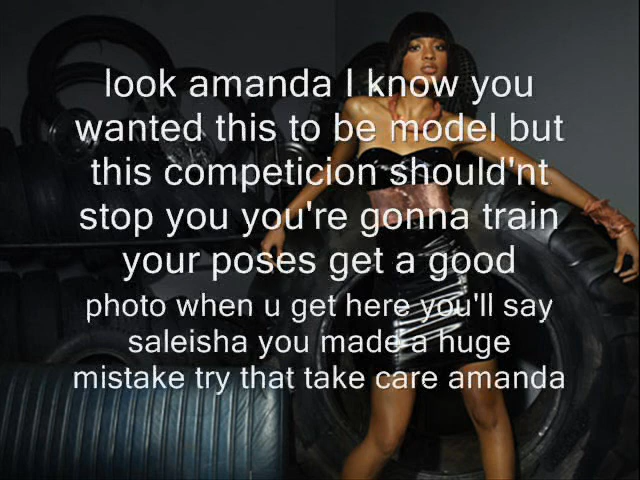 look amanda I know you
wanted this to be model but
this competicion should'nt
stop you you're gonna train
your poses get a good
photo when u get here you'll say
saleisha you made a huge
mistake try that take care amanda